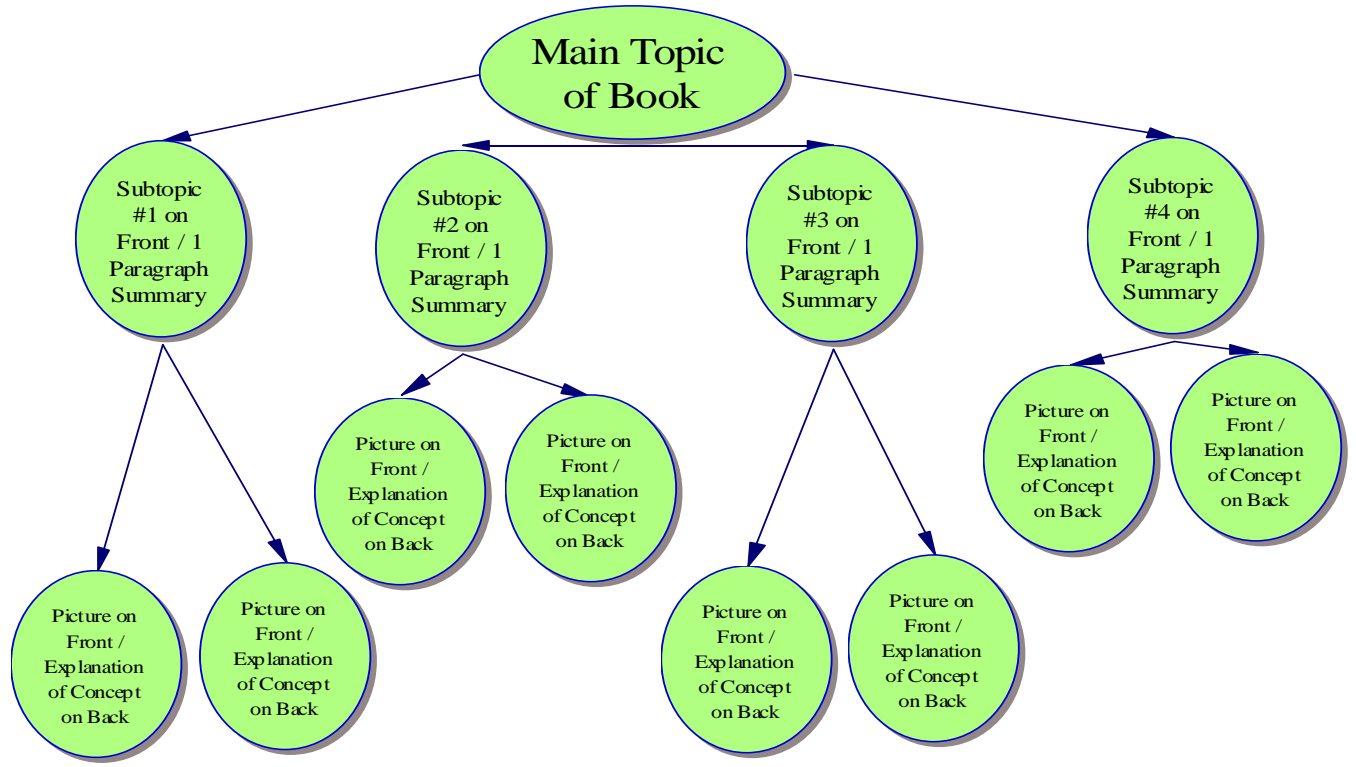 Main Topic
of Book
Subtopic
#1 on
Front / 1
Paragraph
Summary
Subtopic
#2 on
Front / 1
Paragraph
Summary
Subtopic
#3 on
Front / 1
Paragraph
Summary
Subtopic
#4 on
Front / 1
Paragraph
Summary
Picture on
Front /
Explanation
of Concept
on Back
Picture on
Front /
Explanation
of Concept
on Back
Picture on
Front /
Explanation
of Concept
on Back
Picture on
Front /
Explanation
of Concept
on Back
Picture on
Front /
Explanation
of Concept
on Back
Picture on
Front /
Explanation
of Concept
on Back
Picture on
Front /
Explanation
of Concept
on Back
Picture on
Front /
Explanation
of Concept
on Back